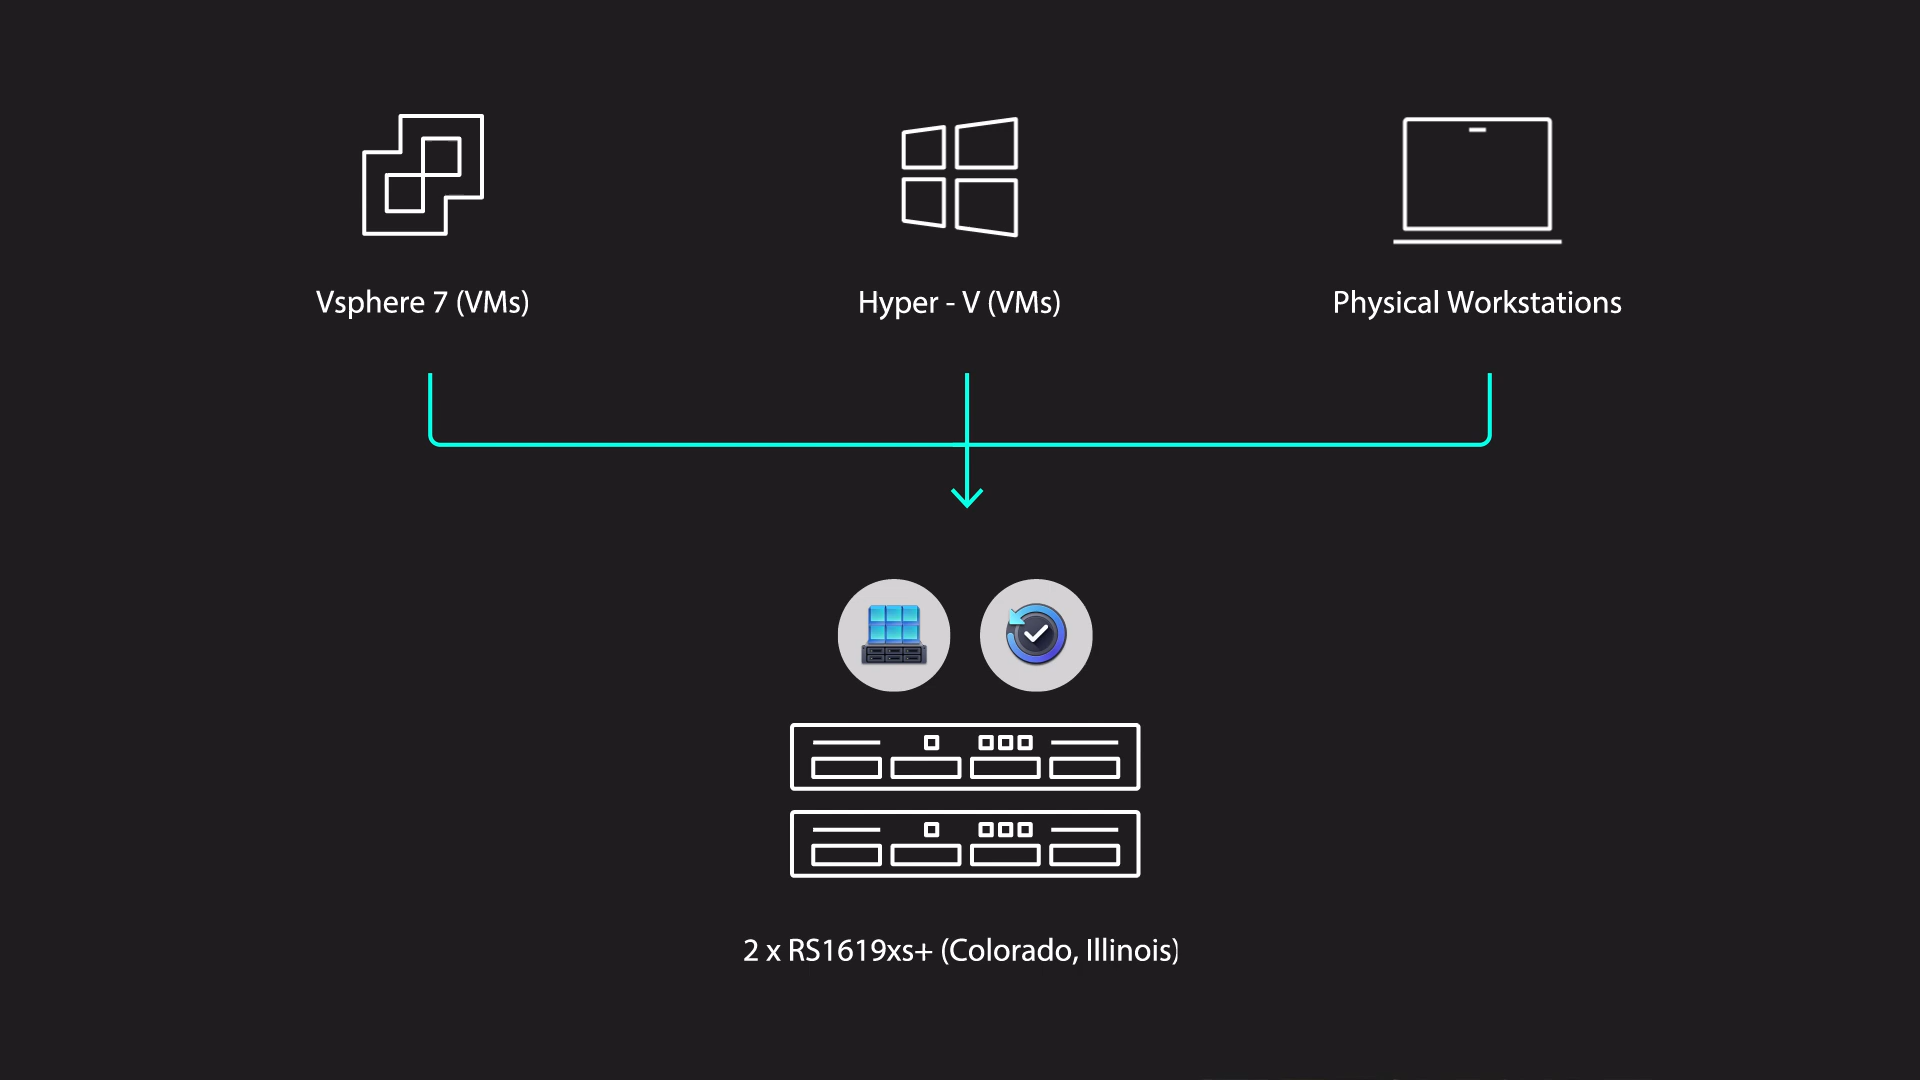 Vsphere 7 (VMs)
Hyper - V (VMs)
Physical Workstations
2 x RS1619xs+ (Colorado, Illinois)